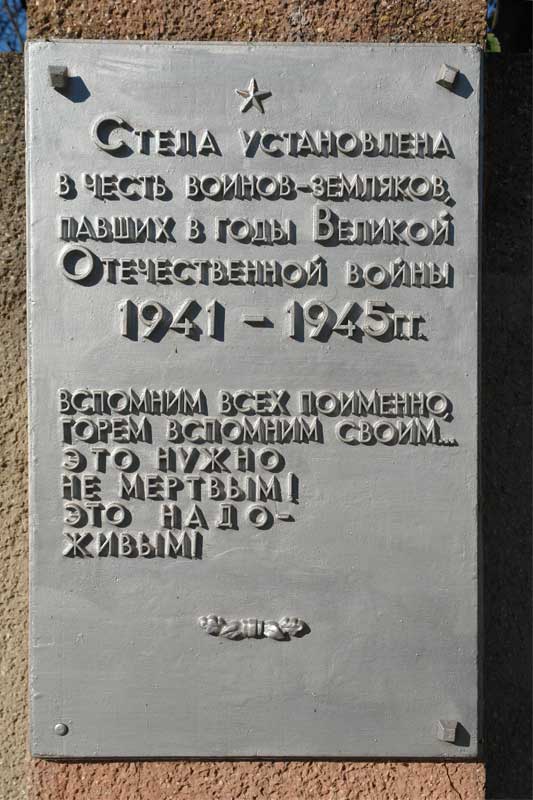 Стела установлена
в честь воинов-земляков,
павших в годы Великой
Отечественной войны
1941 - 1945гг.
вспомним всех поименно,
горем вспомним своим...
это нужно
не мертвым!
это надо-
живым!